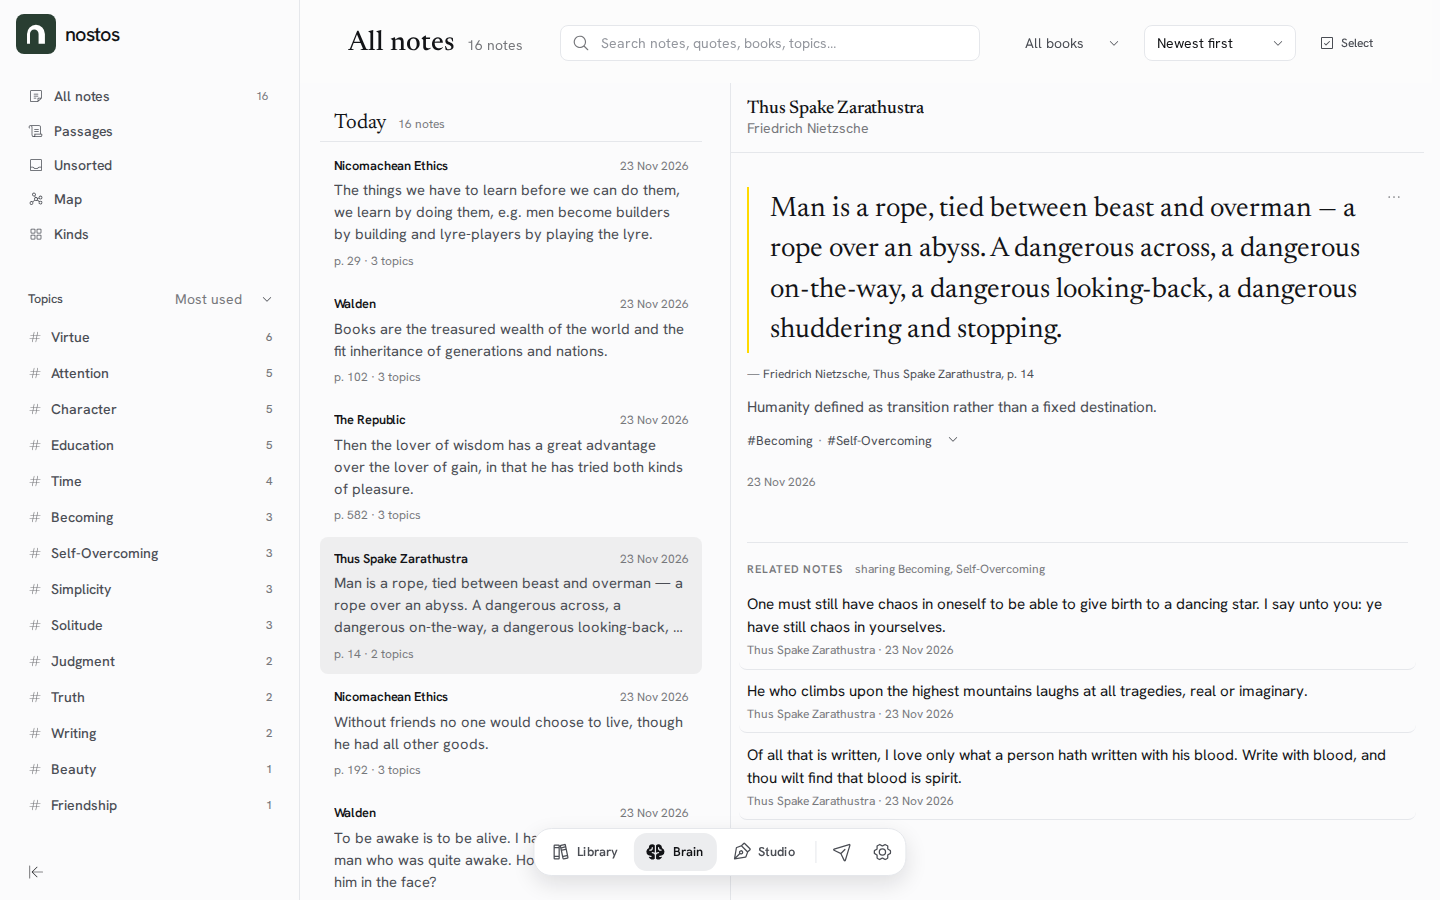 nostos
All notes 16
Passages
Unsorted
Map
Kinds
Topics Most used
# Virtue 6
# Attention 5
# Character 5
# Education 5
# Time 4
# Becoming 3
# Self-Overcoming 3
# Simplicity 3
# Solitude 3
# Judgment 2
# Truth 2
# Writing 2
# Beauty 1
# Friendship 1
All notes 16 notes
Search notes, quotes, books, topics...
All books
Newest first
Select
Today 16 notes
Nicomachean Ethics 23 Nov 2026
The things we have to learn before we can do them,
we learn by doing them, e.g. men become builders
by building and lyre-players by playing the lyre.
p. 29 · 3 topics
Walden 23 Nov 2026
Books are the treasured wealth of the world and the
fit inheritance of generations and nations.
p. 102 · 3 topics
The Republic 23 Nov 2026
Then the lover of wisdom has a great advantage
over the lover of gain, in that he has tried both kinds
of pleasure.
p. 582 · 3 topics
Thus Spake Zarathustra 23 Nov 2026
Man is a rope, tied between beast and overman — a
rope over an abyss. A dangerous across, a
dangerous on-the-way, a dangerous looking-back, ...
p. 14 · 2 topics
Nicomachean Ethics 23 Nov 2026
Without friends no one would choose to live, though
he had all other goods.
p. 192 · 3 topics
Walden 23 Nov 2026
To be awake is to be alive. I ha
man who was quite awake. Ho
him in the face?
Thus Spake Zarathustra
Friedrich Nietzsche
Man is a rope, tied between beast and overman — a
rope over an abyss. A dangerous across, a dangerous
on-the-way, a dangerous looking-back, a dangerous
shuddering and stopping.
— Friedrich Nietzsche, Thus Spake Zarathustra, p. 14
Humanity defined as transition rather than a fixed destination.
#Becoming · #Self-Overcoming
23 Nov 2026
RELATED NOTES sharing Becoming, Self-Overcoming
One must still have chaos in oneself to be able to give birth to a dancing star. I say unto you: ye
have still chaos in yourselves.
Thus Spake Zarathustra · 23 Nov 2026
He who climbs upon the highest mountains laughs at all tragedies, real or imaginary.
Thus Spake Zarathustra · 23 Nov 2026
Of all that is written, I love only what a person hath written with his blood. Write with blood, and
thou wilt find that blood is spirit.
Thus Spake Zarathustra · 23 Nov 2026
Library
Brain
Studio